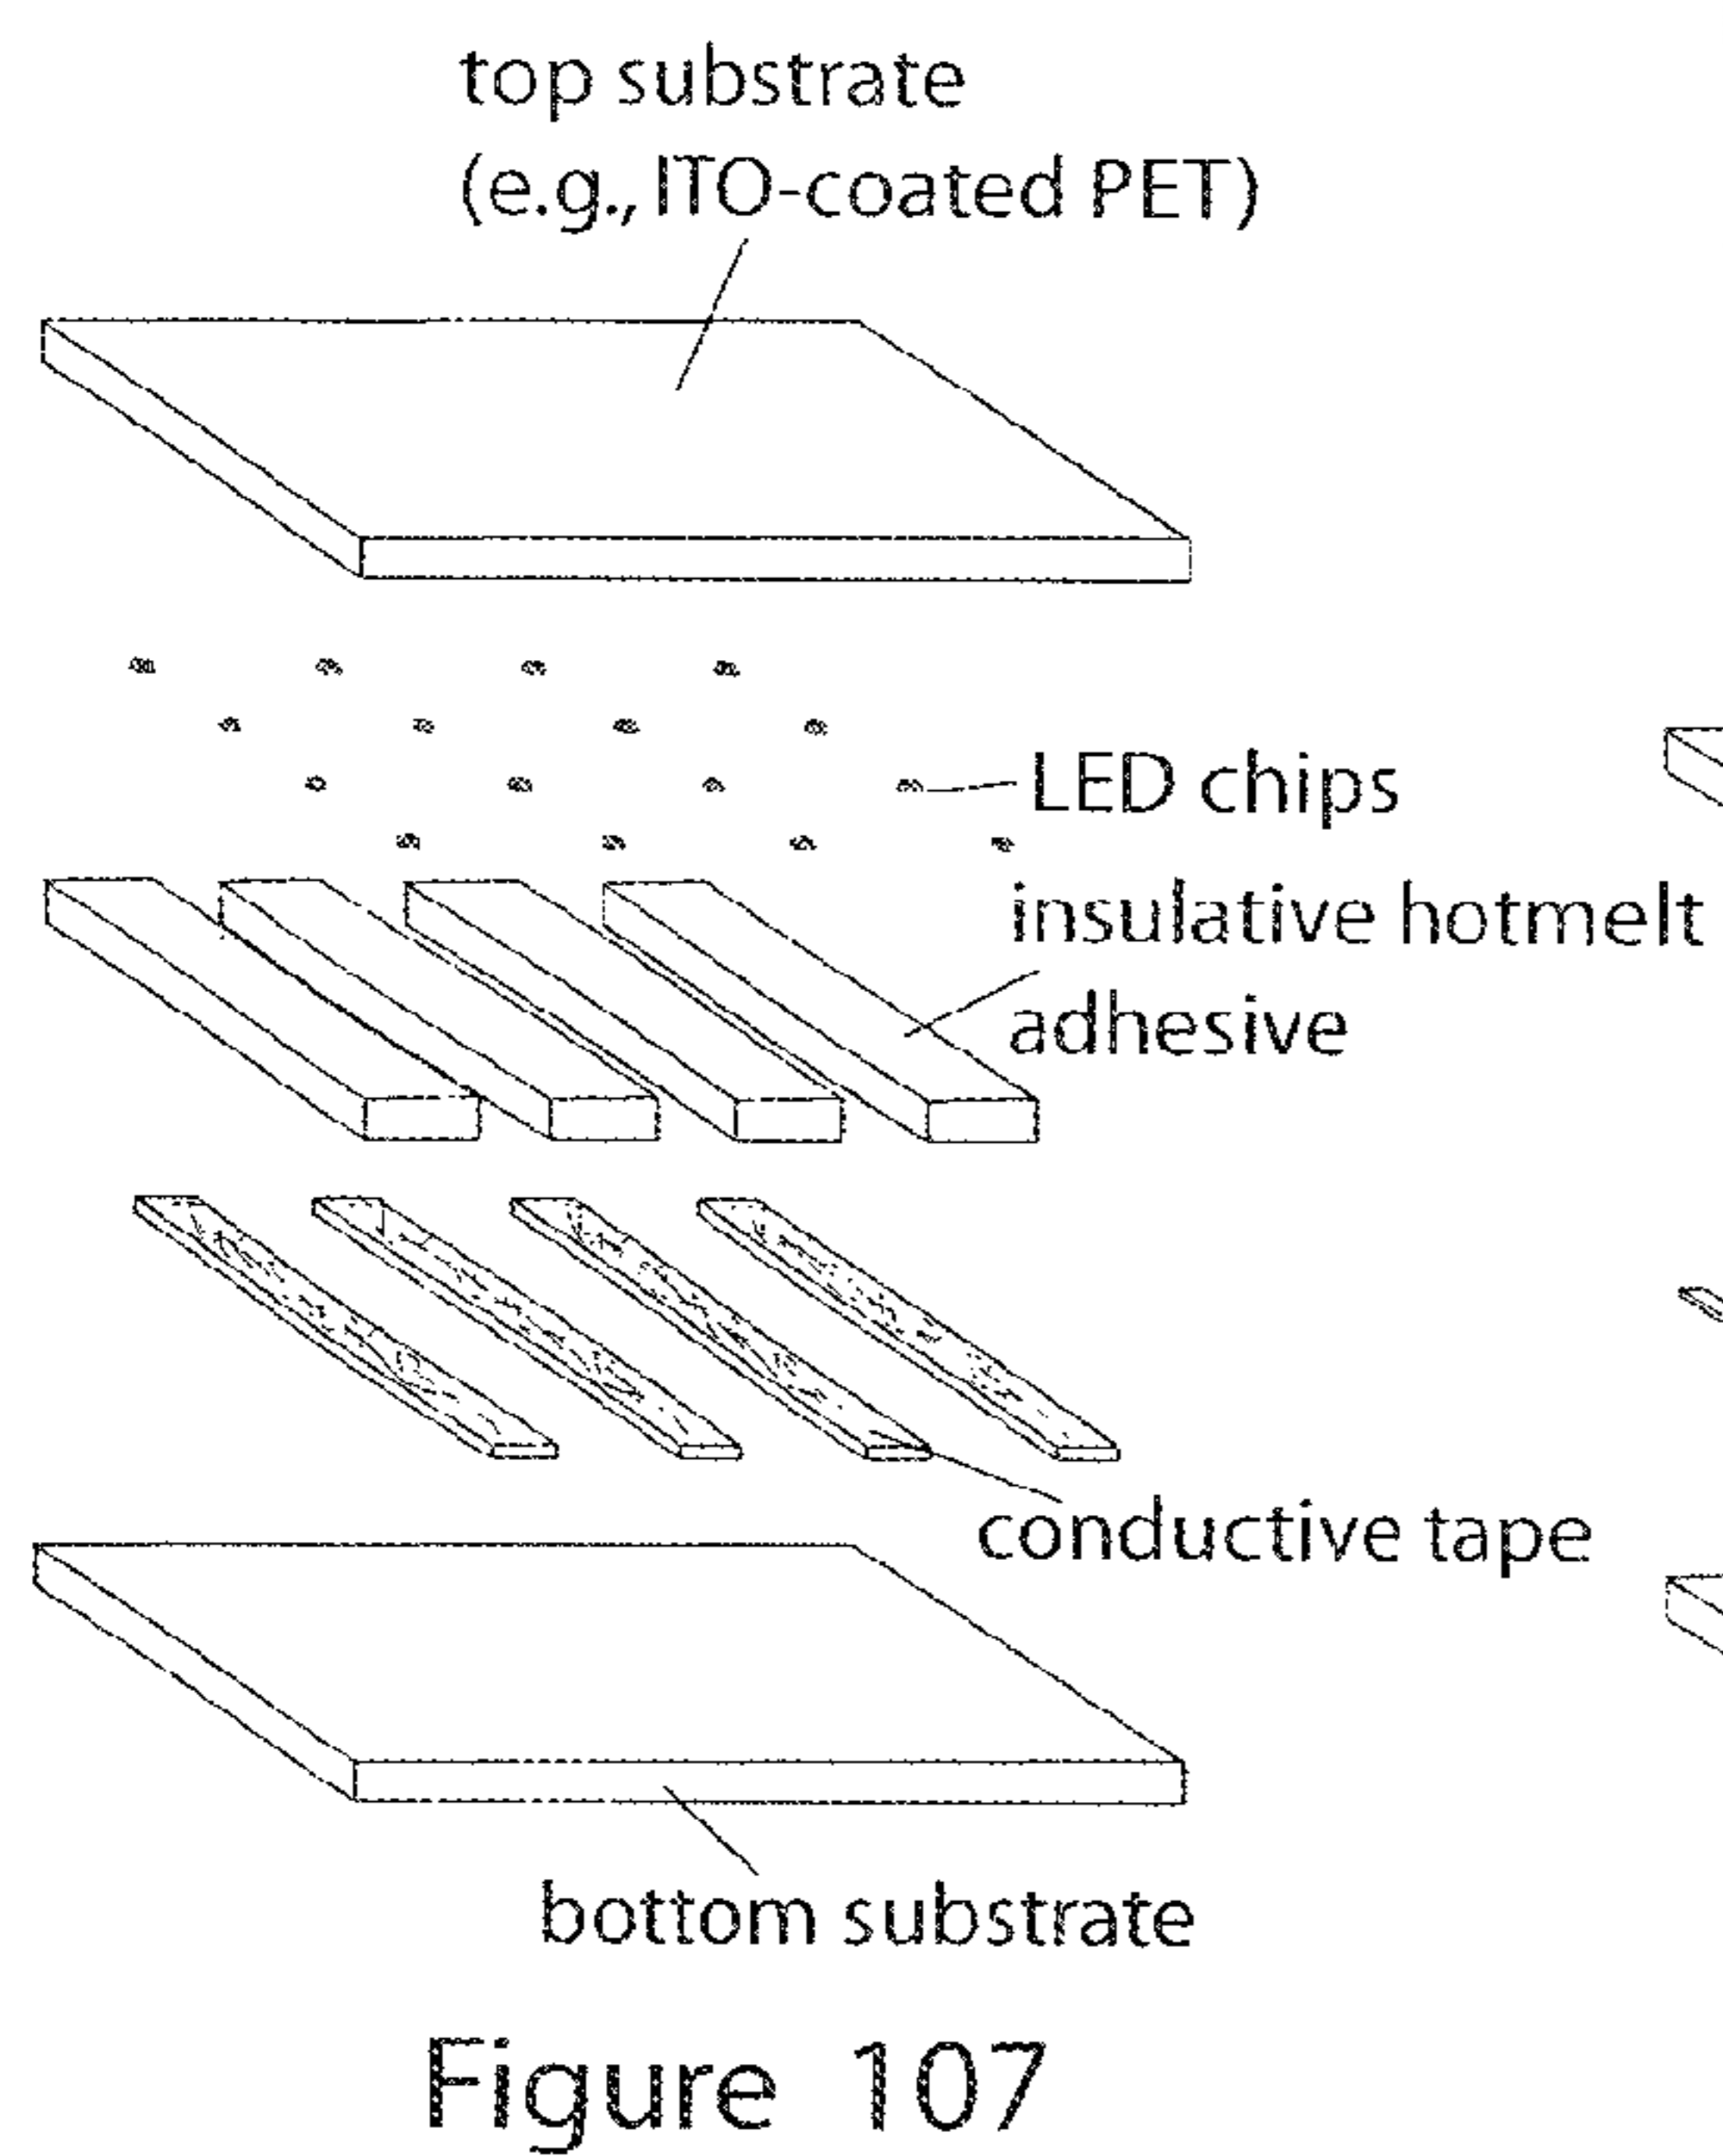 top substrate
(e.g., ITO-coated PET)
LED chips
insulative hotmelt
adhesive
conductive tape
bottom substrate
Figure 107